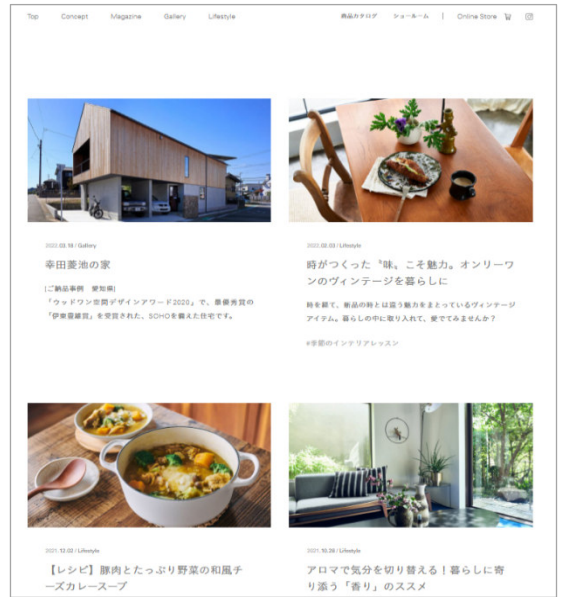 Top Concept Magazine Gallery Lifestyle 商品カタログ ショールーム | Online Store
2022.03.10 / Gallery
幸田菱池の家
[ご納品事例 愛知県]
「ウッドワン空間デザインアワード2020」で、最優秀賞の
「伊東豊雄賞」を受賞された、SOHOを備えた住宅です。
2022.02.03 / Lifestyle
時がつくった〝味〟こそ魅力。オンリーワ
ンのヴィンテージを暮らしに
時を経て、新品の時とは違う魅力をまとっているヴィンテージ
アイテム。暮らしの中に取り入れて、愛でてみませんか？
#季節のインテリアレッスン
2021.12.02 / Lifestyle
【レシピ】豚肉とたっぷり野菜の和風チ
ーズカレースープ
2021.10.28 / Lifestyle
アロマで気分を切り替える！暮らしに寄
り添う「香り」のススメ